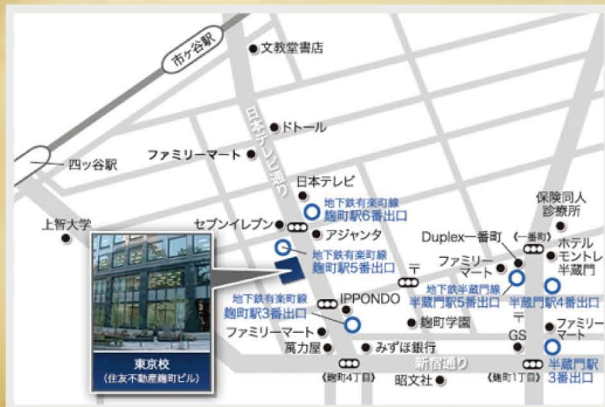 市ヶ谷駅
文教堂書店
日本テレビ通り
ドトール
ファミリーマート
四ッ谷駅
日本テレビ
地下鉄有楽町線
麹町駅6番出口
保険同人
診療所
上智大学
セブンイレブン
アジャンタ
Duplex一番町
《一番町》
ホテル
モントレ
半蔵門
地下鉄有楽町線
麹町駅5番出口
〒
ファミリー
マート
地下鉄半蔵門線
半蔵門駅5番出口
半蔵門駅4番出口
地下鉄有楽町線
麹町駅3番出口
IPPONDO
ファミリーマート
麹町学園
〒
GS
ファミリー
マート
萬力屋
みずほ銀行
新宿通り
半蔵門駅
3番出口
《麹町4丁目》
昭文社
《麹町1丁目》
東京校
(住友不動産麹町ビル)